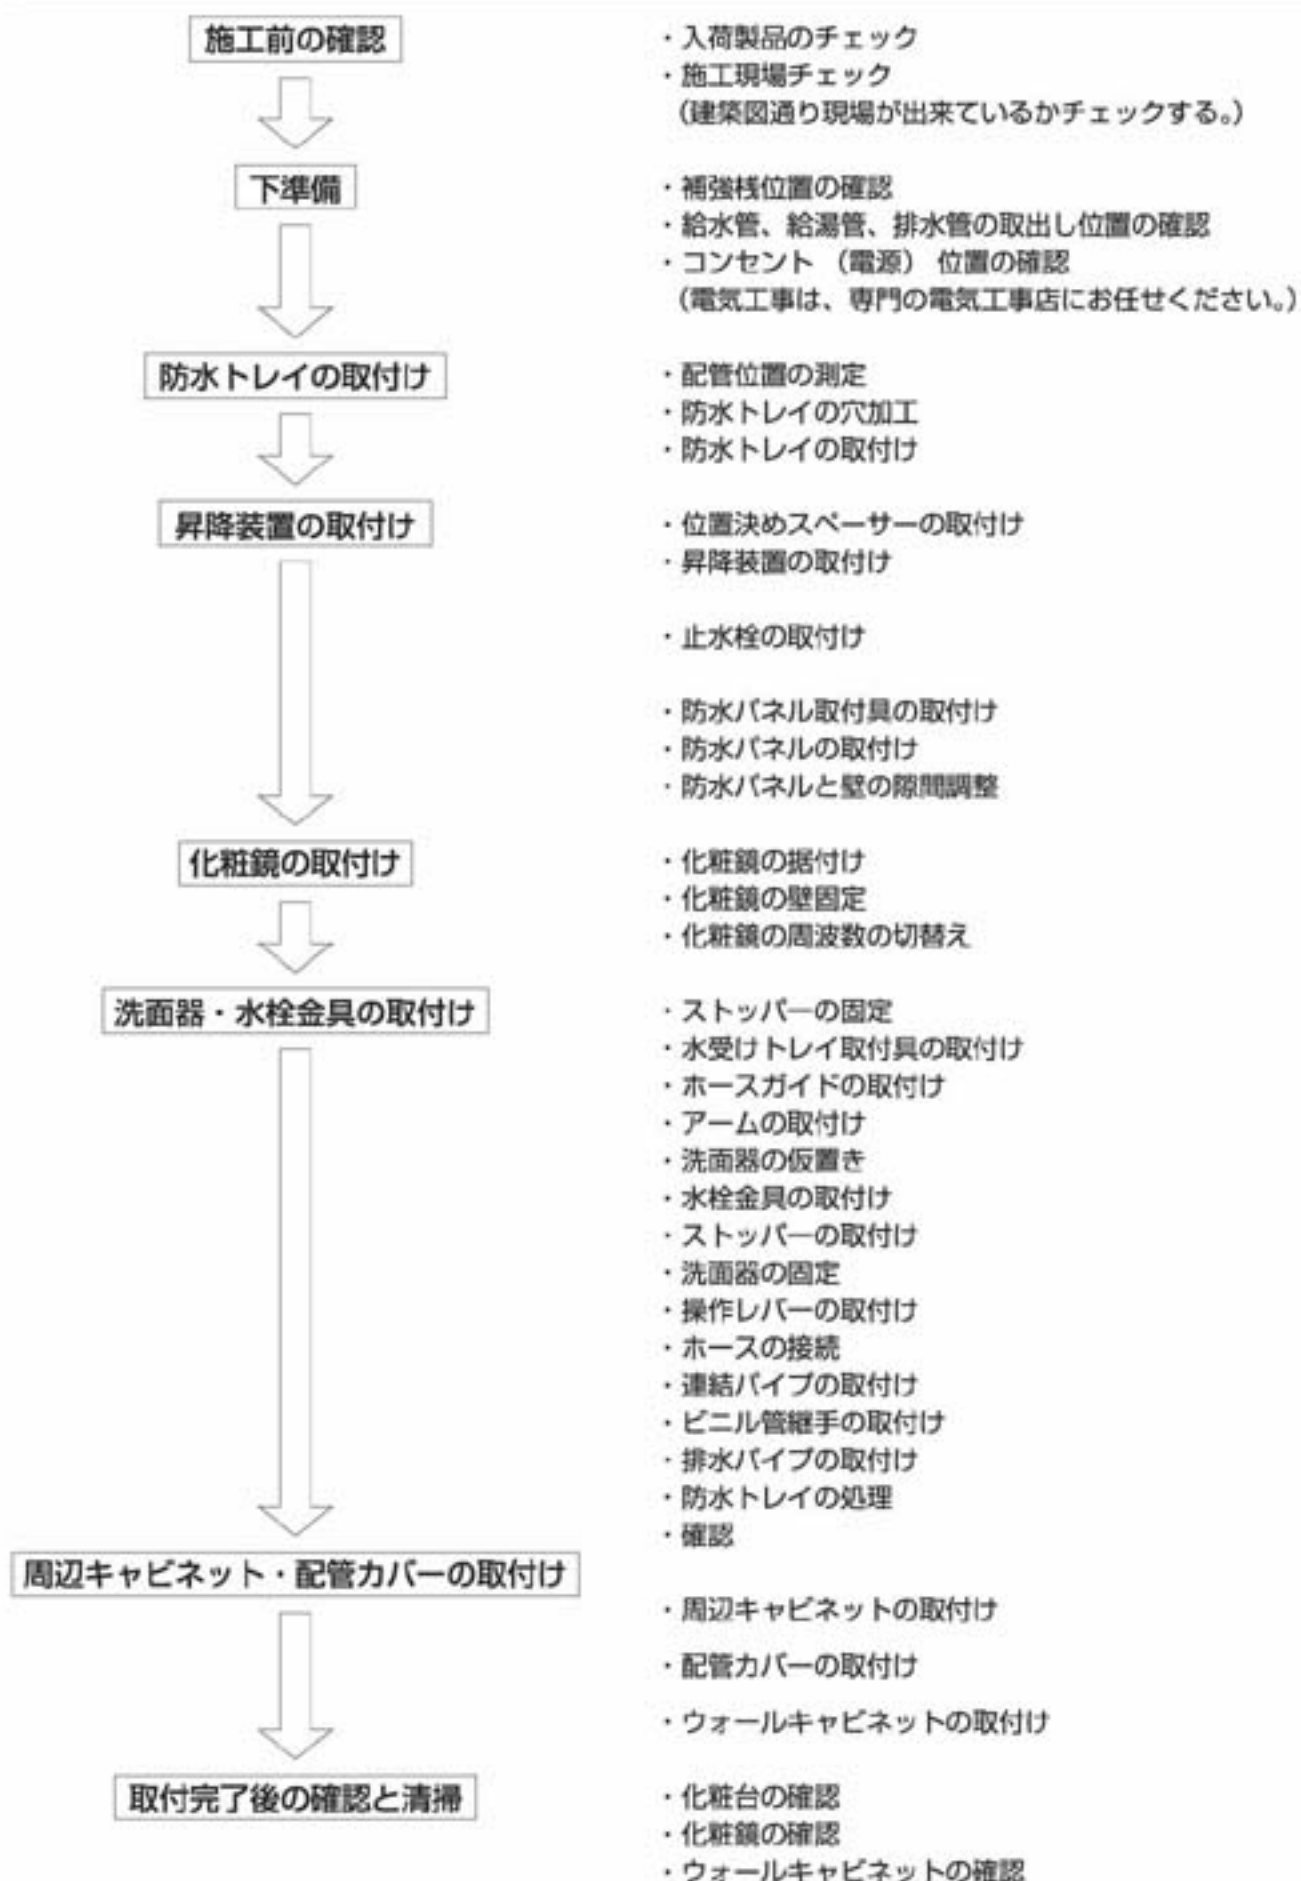 施工前の確認
・入荷製品のチェック
・施工現場チェック
（建築図通り現場が出来ているかチェックする。）
下準備
・補強桟位置の確認
・給水管、給湯管、排水管の取出し位置の確認
・コンセント （電源） 位置の確認
（電気工事は、専門の電気工事店にお任せください。）
防水トレイの取付け
・配管位置の測定
・防水トレイの穴加工
・防水トレイの取付け
昇降装置の取付け
・位置決めスペーサーの取付け
・昇降装置の取付け
・止水栓の取付け
・防水パネル取付具の取付け
・防水パネルの取付け
・防水パネルと壁の隙間調整
化粧鏡の取付け
・化粧鏡の据付け
・化粧鏡の壁固定
・化粧鏡の周波数の切替え
洗面器・水栓金具の取付け
・ストッパーの固定
・水受けトレイ取付具の取付け
・ホースガイドの取付け
・アームの取付け
・洗面器の仮置き
・水栓金具の取付け
・ストッパーの取付け
・洗面器の固定
・操作レバーの取付け
・ホースの接続
・連結パイプの取付け
・ビニル管継手の取付け
・排水パイプの取付け
・防水トレイの処理
・確認
周辺キャビネット・配管カバーの取付け
・周辺キャビネットの取付け
・配管カバーの取付け
・ウォールキャビネットの取付け
取付完了後の確認と清掃
・化粧台の確認
・化粧鏡の確認
・ウォールキャビネットの確認